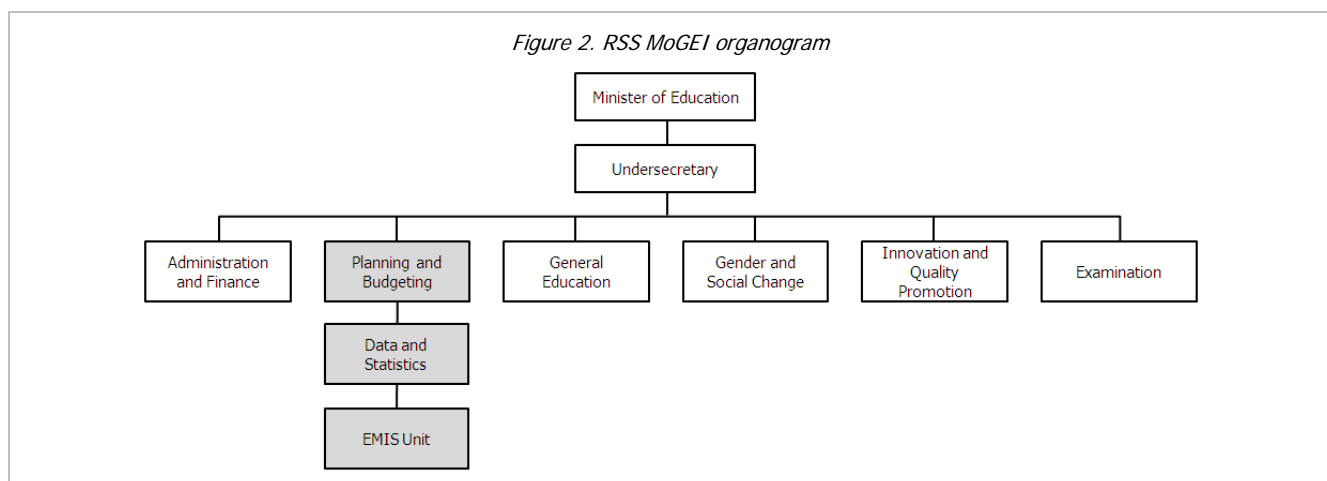 Figure 2. RSS MoGEI organogram
Minister of Education
Undersecretary
Administration
and Finance
Planning and
Budgeting
General
Education
Gender and
Social Change
Innovation and
Quality
Promotion
Examination
Data and
Statistics
EMIS Unit